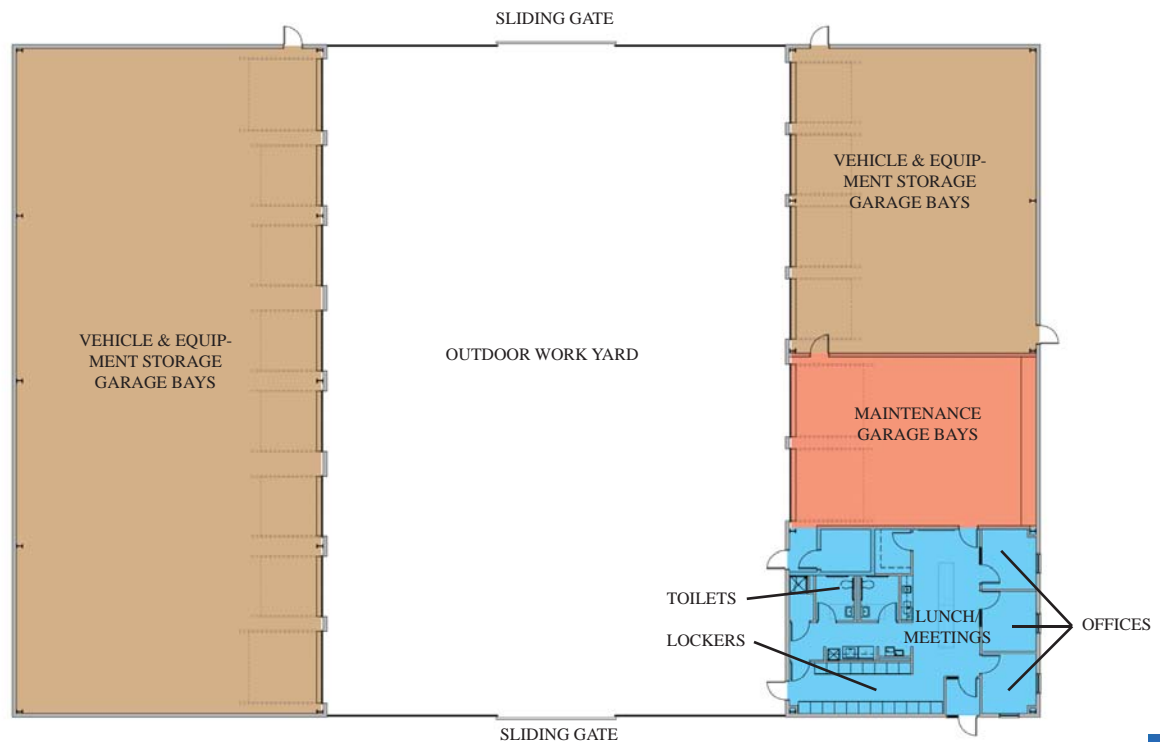 SLIDING GATE
VEHICLE & EQUIP-
MENT STORAGE
GARAGE BAYS
VEHICLE & EQUIP-
MENT STORAGE
GARAGE BAYS
OUTDOOR WORK YARD
MAINTENANCE
GARAGE BAYS
TOILETS
LOCKERS
LUNCH/
MEETINGS
OFFICES
SLIDING GATE